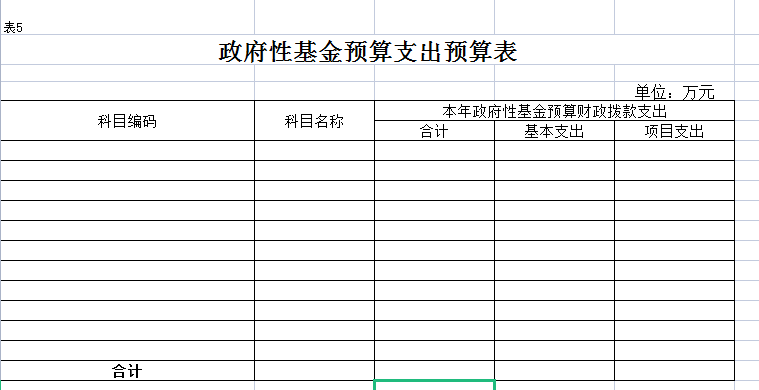 表5
政府性基金预算支出预算表
单位：万元
科目编码 科目名称 本年政府性基金预算财政拨款支出
合计 基本支出 项目支出
合计